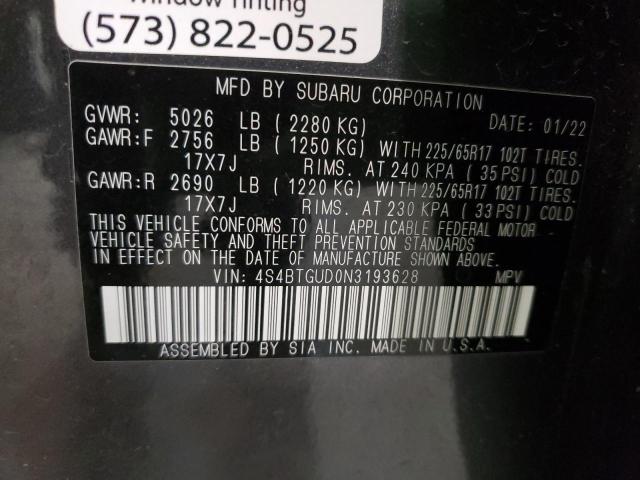 Window Tinting
(573) 822-0525
MFD BY SUBARU CORPORATION
GVWR: 5026 LB ( 2280 KG) DATE: 01/22
GAWR:F 2756 LB ( 1250 KG) WITH 225/65R17 102T TIRES.
17X7J RIMS. AT 240 KPA ( 35 PSI) COLD
GAWR:R 2690 LB ( 1220 KG) WITH 225/65R17 102T TIRES.
17X7J RIMS. AT 230 KPA ( 33 PSI) COLD
THIS VEHICLE CONFORMS TO ALL APPLICABLE FEDERAL MOTOR
VEHICLE SAFETY AND THEFT PREVENTION STANDARDS
IN EFFECT ON THE DATE OF MANUFACTURE SHOWN ABOVE.
VIN: 4S4BTGUD0N3193628 MPV
ASSEMBLED BY SIA INC. MADE IN U.S.A.